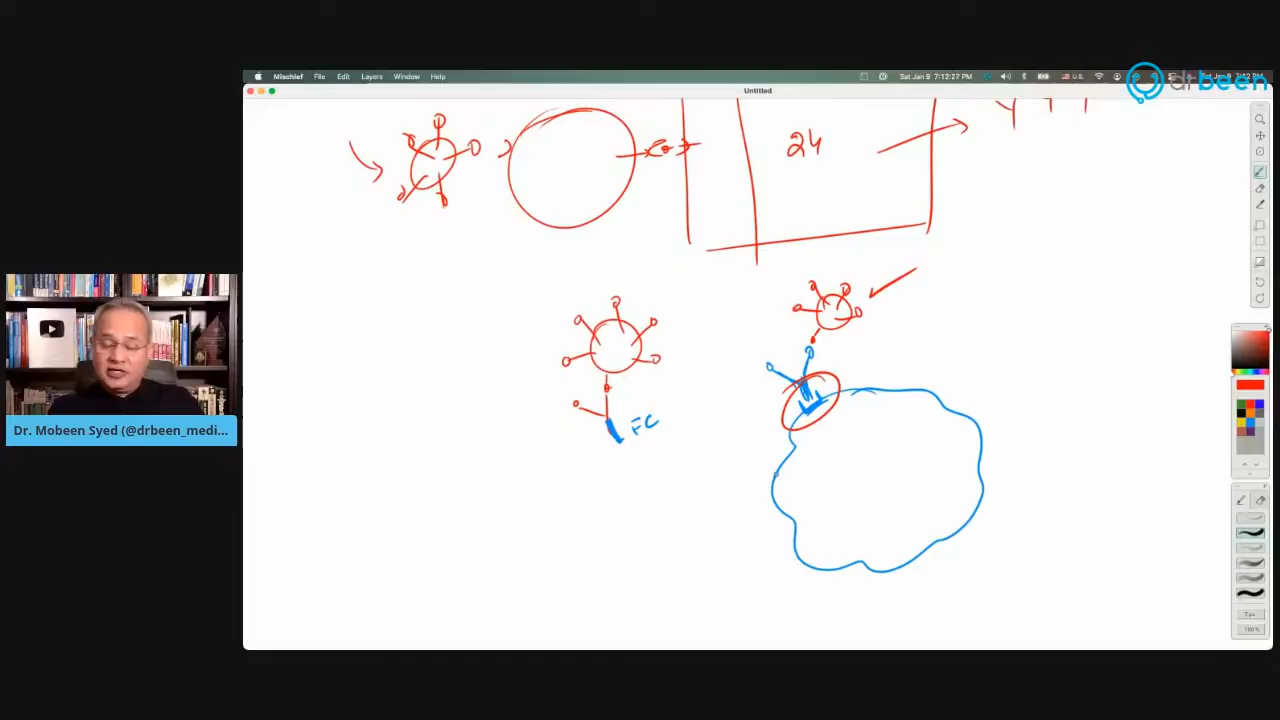 drbeen
Mischief File Edit Layers Window Help
Sat Jan 9 7:12:27 PM
U.S.
Untitled
24
FC
Dr. Mobeen Syed (@drbeen_medi...
100%